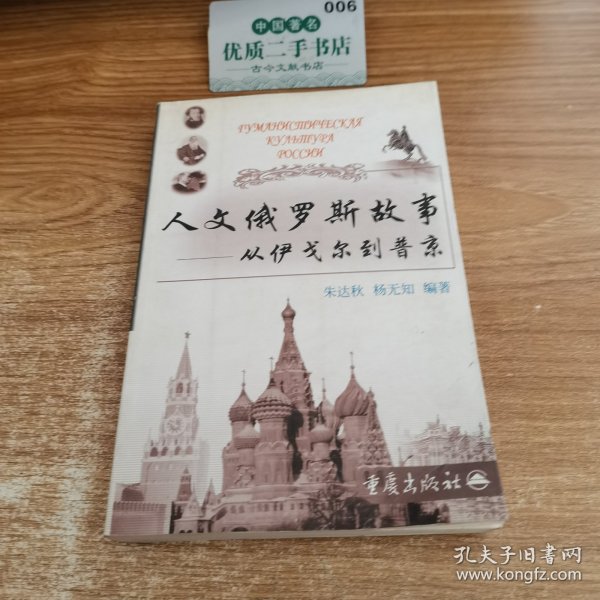 006
中国著名
优质二手书店
古今文献书店
ГУМАНИСТИЧЕСКАЯ
КУЛЬТУРА
РОССИИ
人文俄罗斯故事
——从伊戈尔到普京
朱达秋 杨无知 编著
重庆出版社
孔夫子旧书网
www.kongfz.com